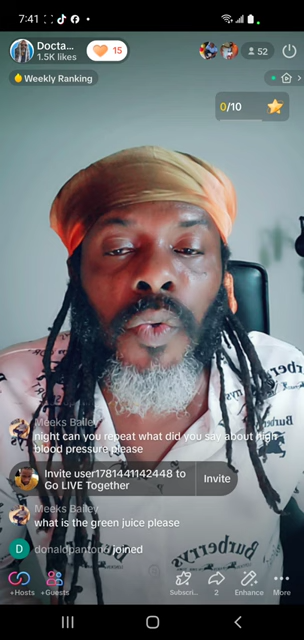 7:41
Docta...
1.5K likes
15
52
Weekly Ranking
0/10
Meeks Bailey
night can you repeat what did you say about high
blood pressure please
Invite user1781441142448 to
Go LIVE Together
Invite
Meeks Bailey
what is the green juice please
D
donaldpantone joined
+Hosts
+Guests
Subscri...
2
Enhance
More
Burberrys